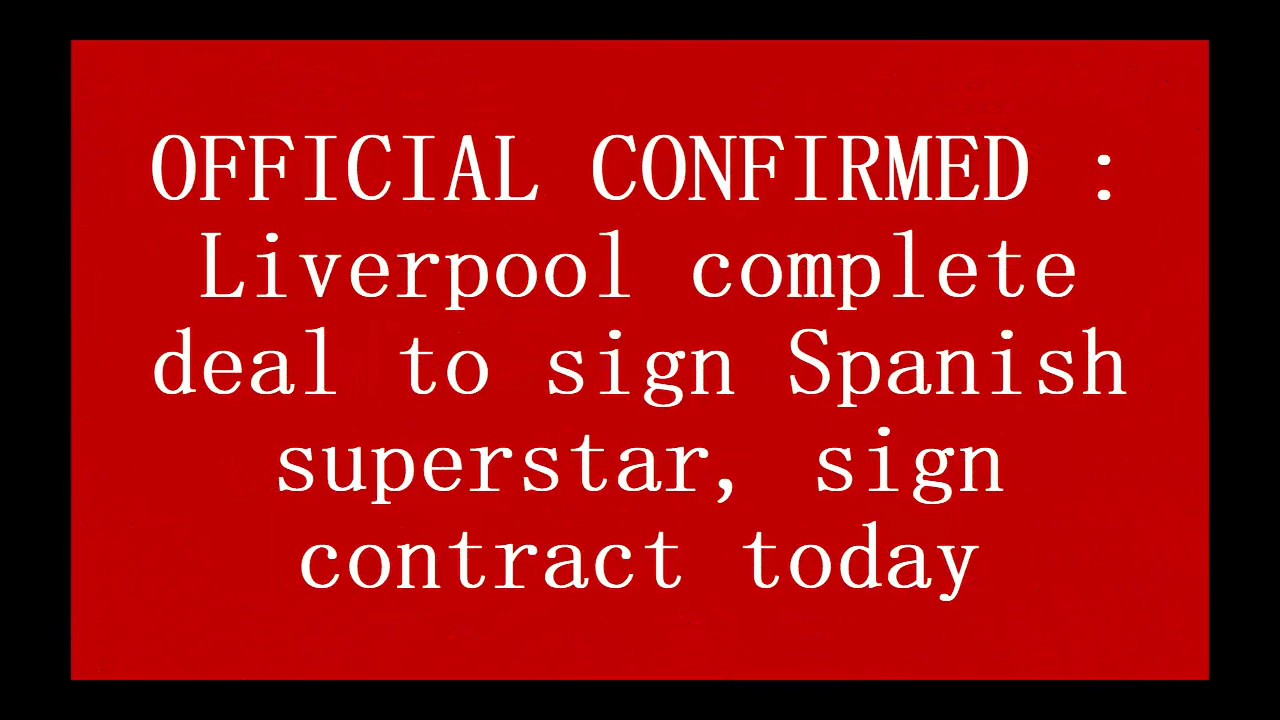 OFFICIAL CONFIRMED :
Liverpool complete
deal to sign Spanish
superstar, sign
contract today